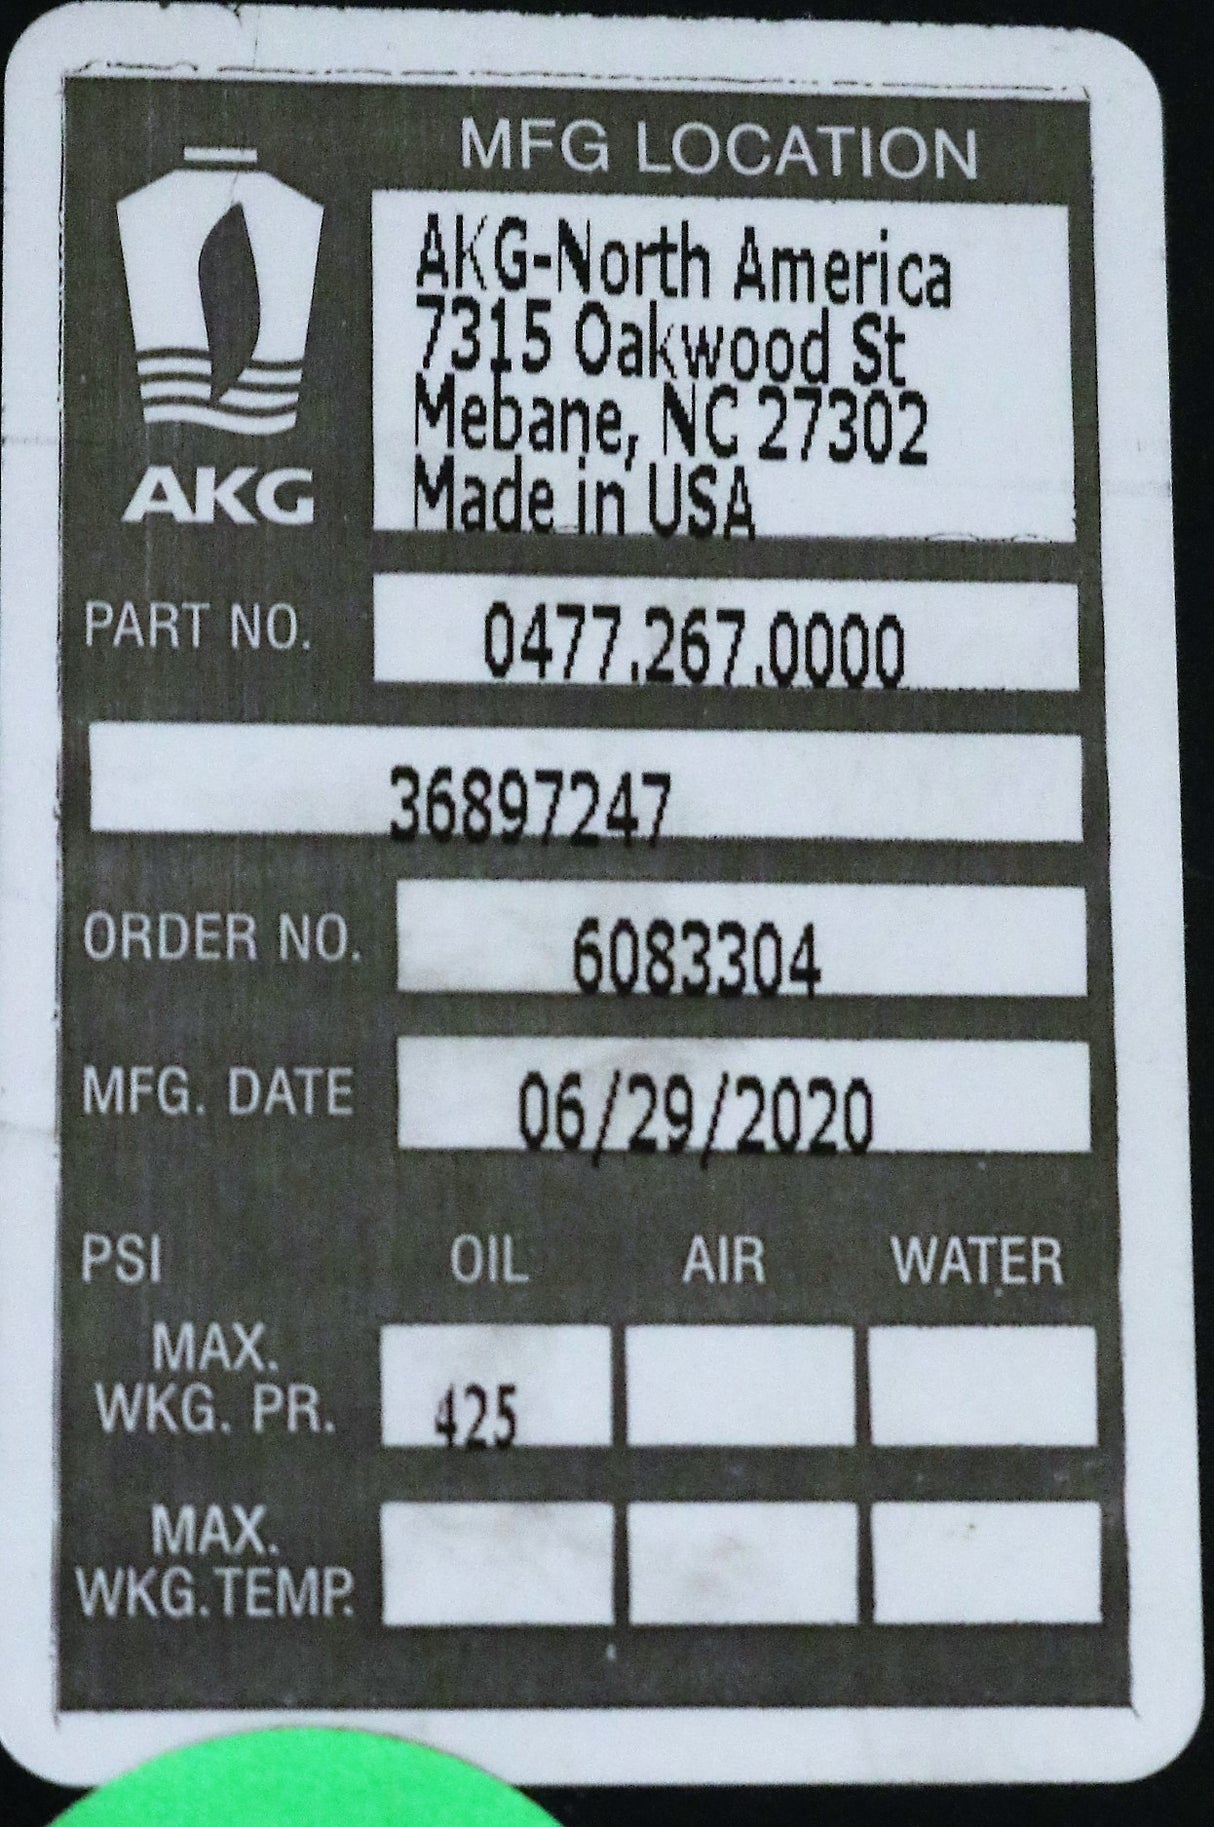 MFG LOCATION
AKG-North America
7315 Oakwood St
Mebane, NC 27302
Made in USA
AKG
PART NO. 0477.267.0000
36897247
ORDER NO. 6083304
MFG. DATE 06/29/2020
PSI OIL AIR WATER
MAX.
WKG. PR. 425
MAX.
WKG.TEMP.